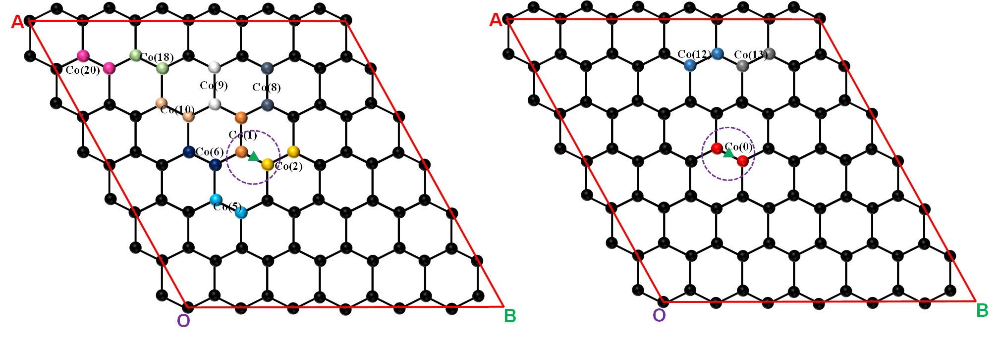 A
Co(20)
Co(18)
Co(9)
Co(8)
Co(10)
Co(1)
Co(6)
Co(2)
Co(5)
O
B
A
Co(12)
Co(13)
Co(0)
O
B